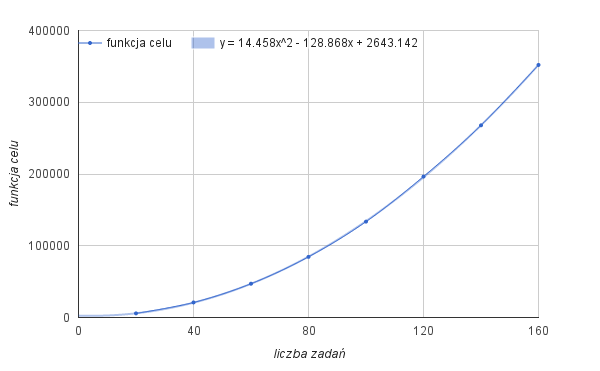 400000
funkcja celu y = 14.458x^2 - 128.868x + 2643.142
300000
funkcja celu
200000
100000
0
0 40 80 120 160
liczba zadań